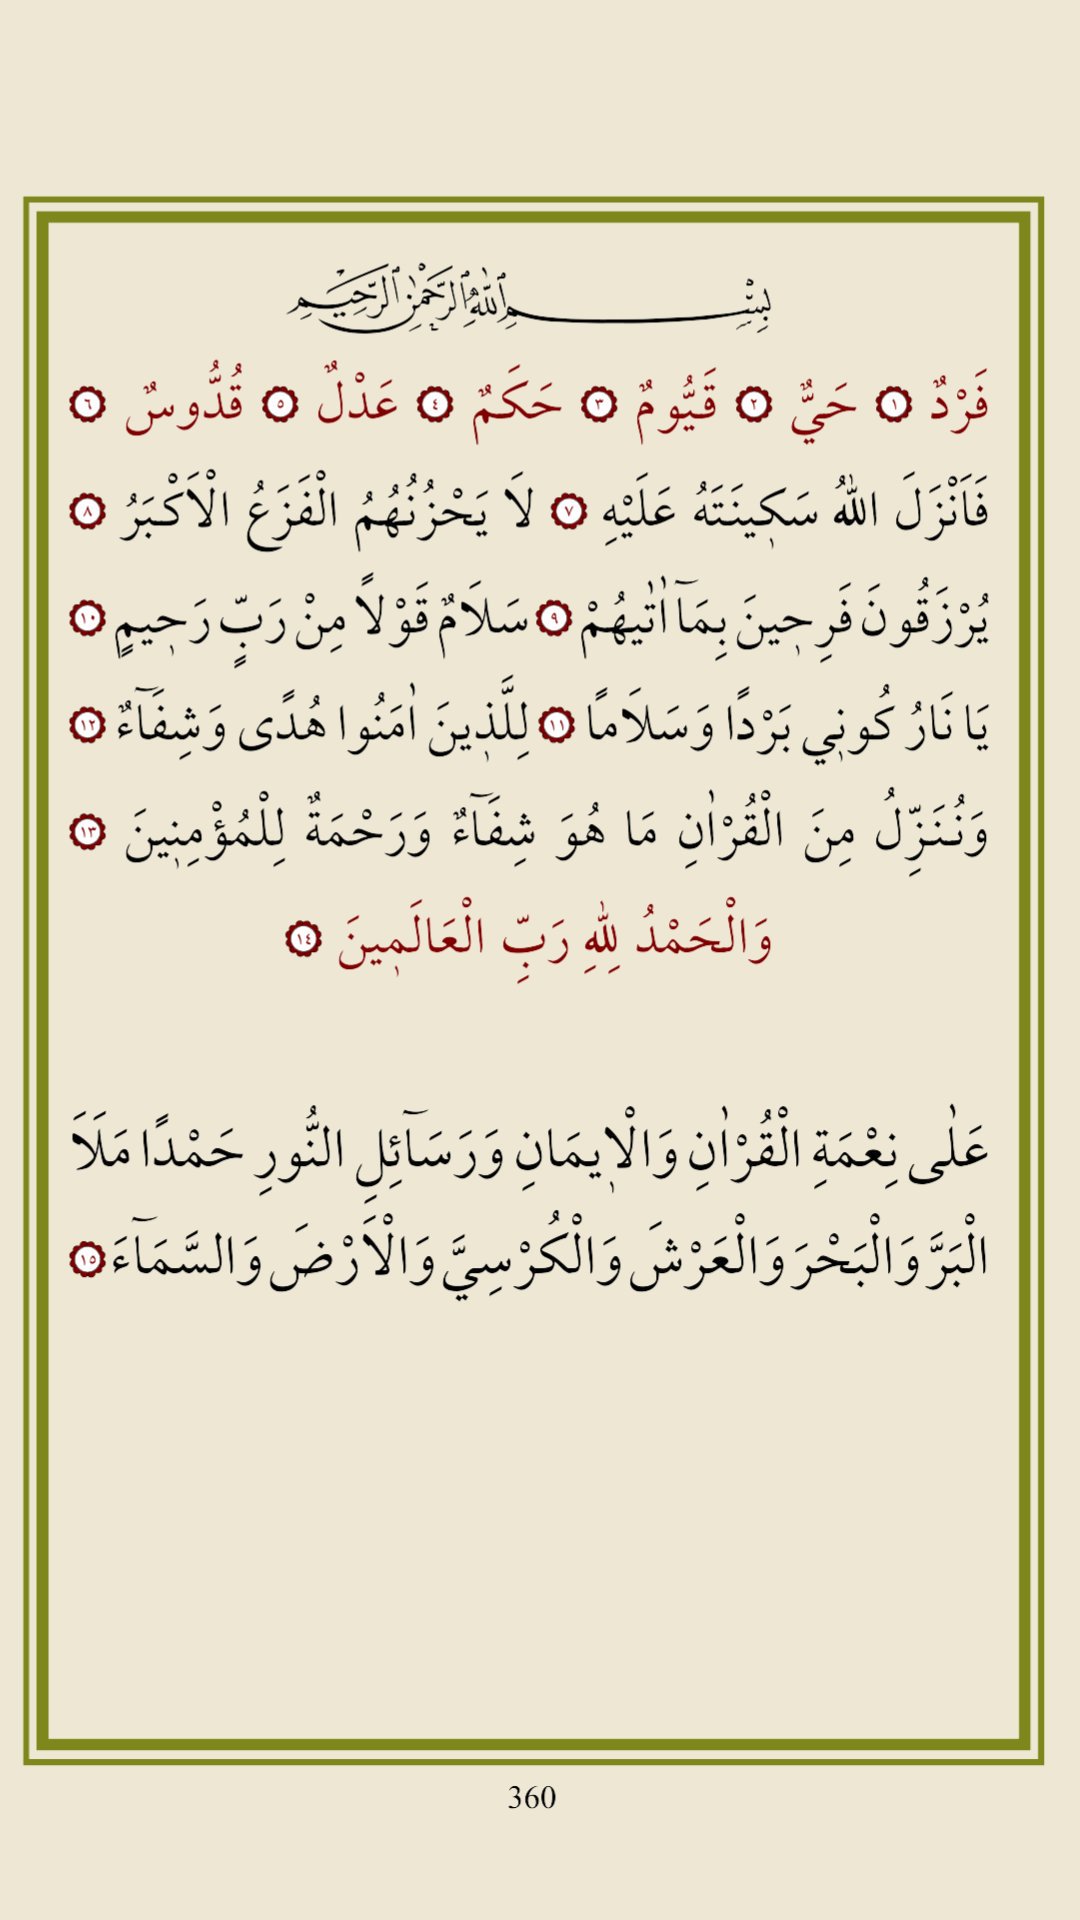 بِسْمِ اللّٰهِ الرَّحْمٰنِ الرَّحِيمِ
فَرْدٌ ﴿١﴾ حَيٌّ ﴿٢﴾ قَيُّومٌ ﴿٣﴾ حَكَمٌ ﴿٤﴾ عَدْلٌ ﴿٥﴾ قُدُّوسٌ ﴿٦﴾
فَاَنْزَلَ اللّٰهُ سَكٖينَتَهُ عَلَيْهِ ﴿٧﴾ لَا يَحْزُنُهُمُ الْفَزَعُ الْاَكْبَرُ ﴿٨﴾
يُرْزَقُونَ فَرِحٖينَ بِمَٓا اٰتٰيهُمْ ﴿٩﴾ سَلَامٌ قَوْلًا مِنْ رَبٍّ رَحٖيمٍ ﴿١٠﴾
يَا نَارُ كُونٖي بَرْدًا وَسَلَامًا ﴿١١﴾ لِلَّذٖينَ اٰمَنُوا هُدًى وَشِفَٓاءٌ ﴿١٢﴾
وَنُنَزِّلُ مِنَ الْقُرْاٰنِ مَا هُوَ شِفَٓاءٌ وَرَحْمَةٌ لِلْمُؤْمِنٖينَ ﴿١٣﴾
وَالْحَمْدُ لِلّٰهِ رَبِّ الْعَالَمٖينَ ﴿١٤﴾
عَلٰى نِعْمَةِ الْقُرْاٰنِ وَالْاٖيمَانِ وَرَسَٓائِلِ النُّورِ حَمْدًا مَلَاَ
الْبَرَّ وَالْبَحْرَ وَالْعَرْشَ وَالْكُرْسِيَّ وَالْاَرْضَ وَالسَّمَٓاءَ ﴿١٥﴾
360